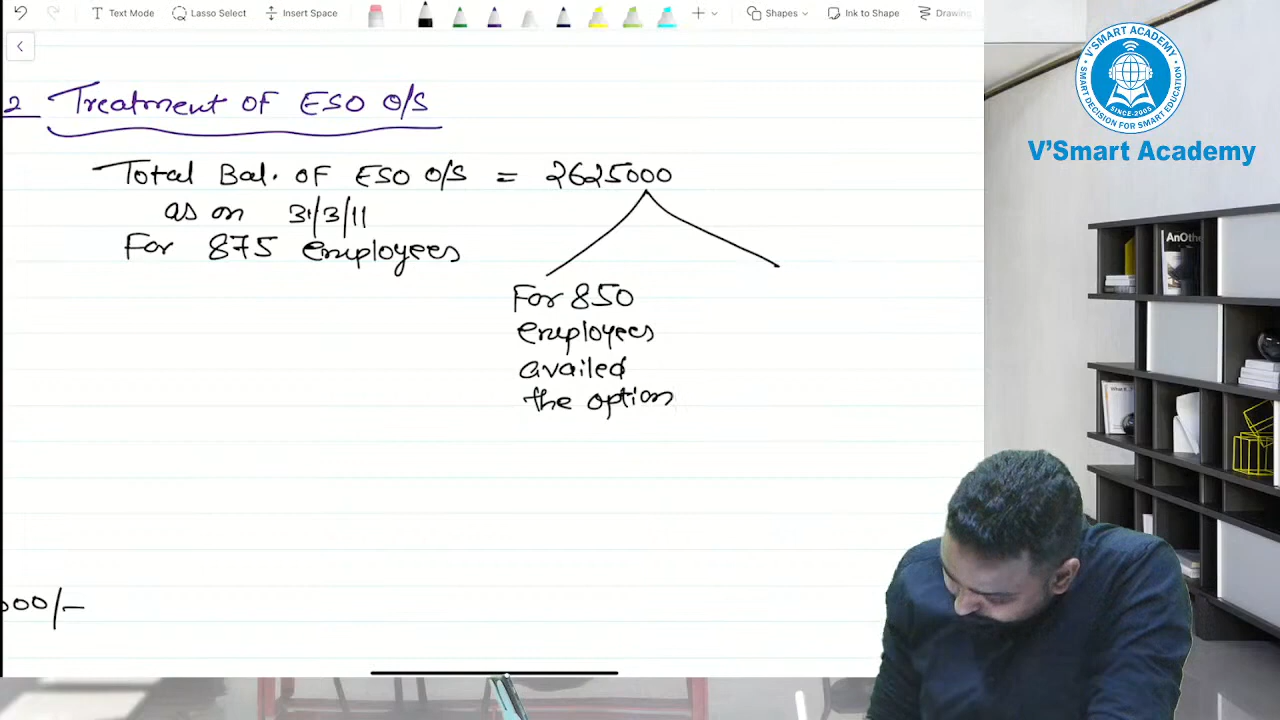 Text Mode Lasso Select Insert Space Shapes Ink to Shape Drawing
2 Treatment OF ESO O/S
Total Bal. OF ESO O/S = 2625000
as on 31/3/11
For 875 employees
For 850
employees
availed
the option
000/-
V'SMART ACADEMY
SINCE-2005
SMART DECISION FOR SMART EDUCATION
V'Smart Academy
AnOthe